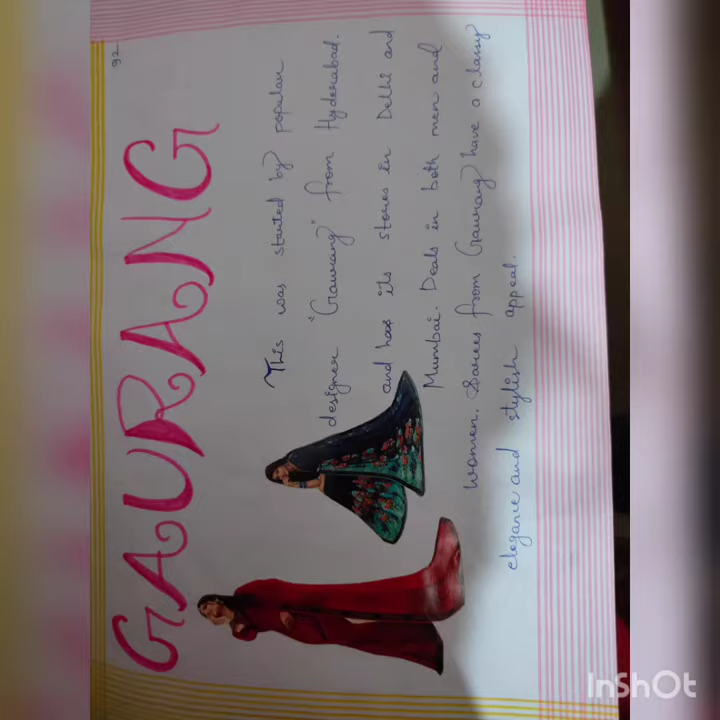 92
GAURANG
This was started by popular
designer "Gaurang" from Hyderabad.
and has its stores in Delhi and
Mumbai. Deals in both men and
women. Sarees from Gaurang have a classy
elegance and stylish appeal.
InShOt